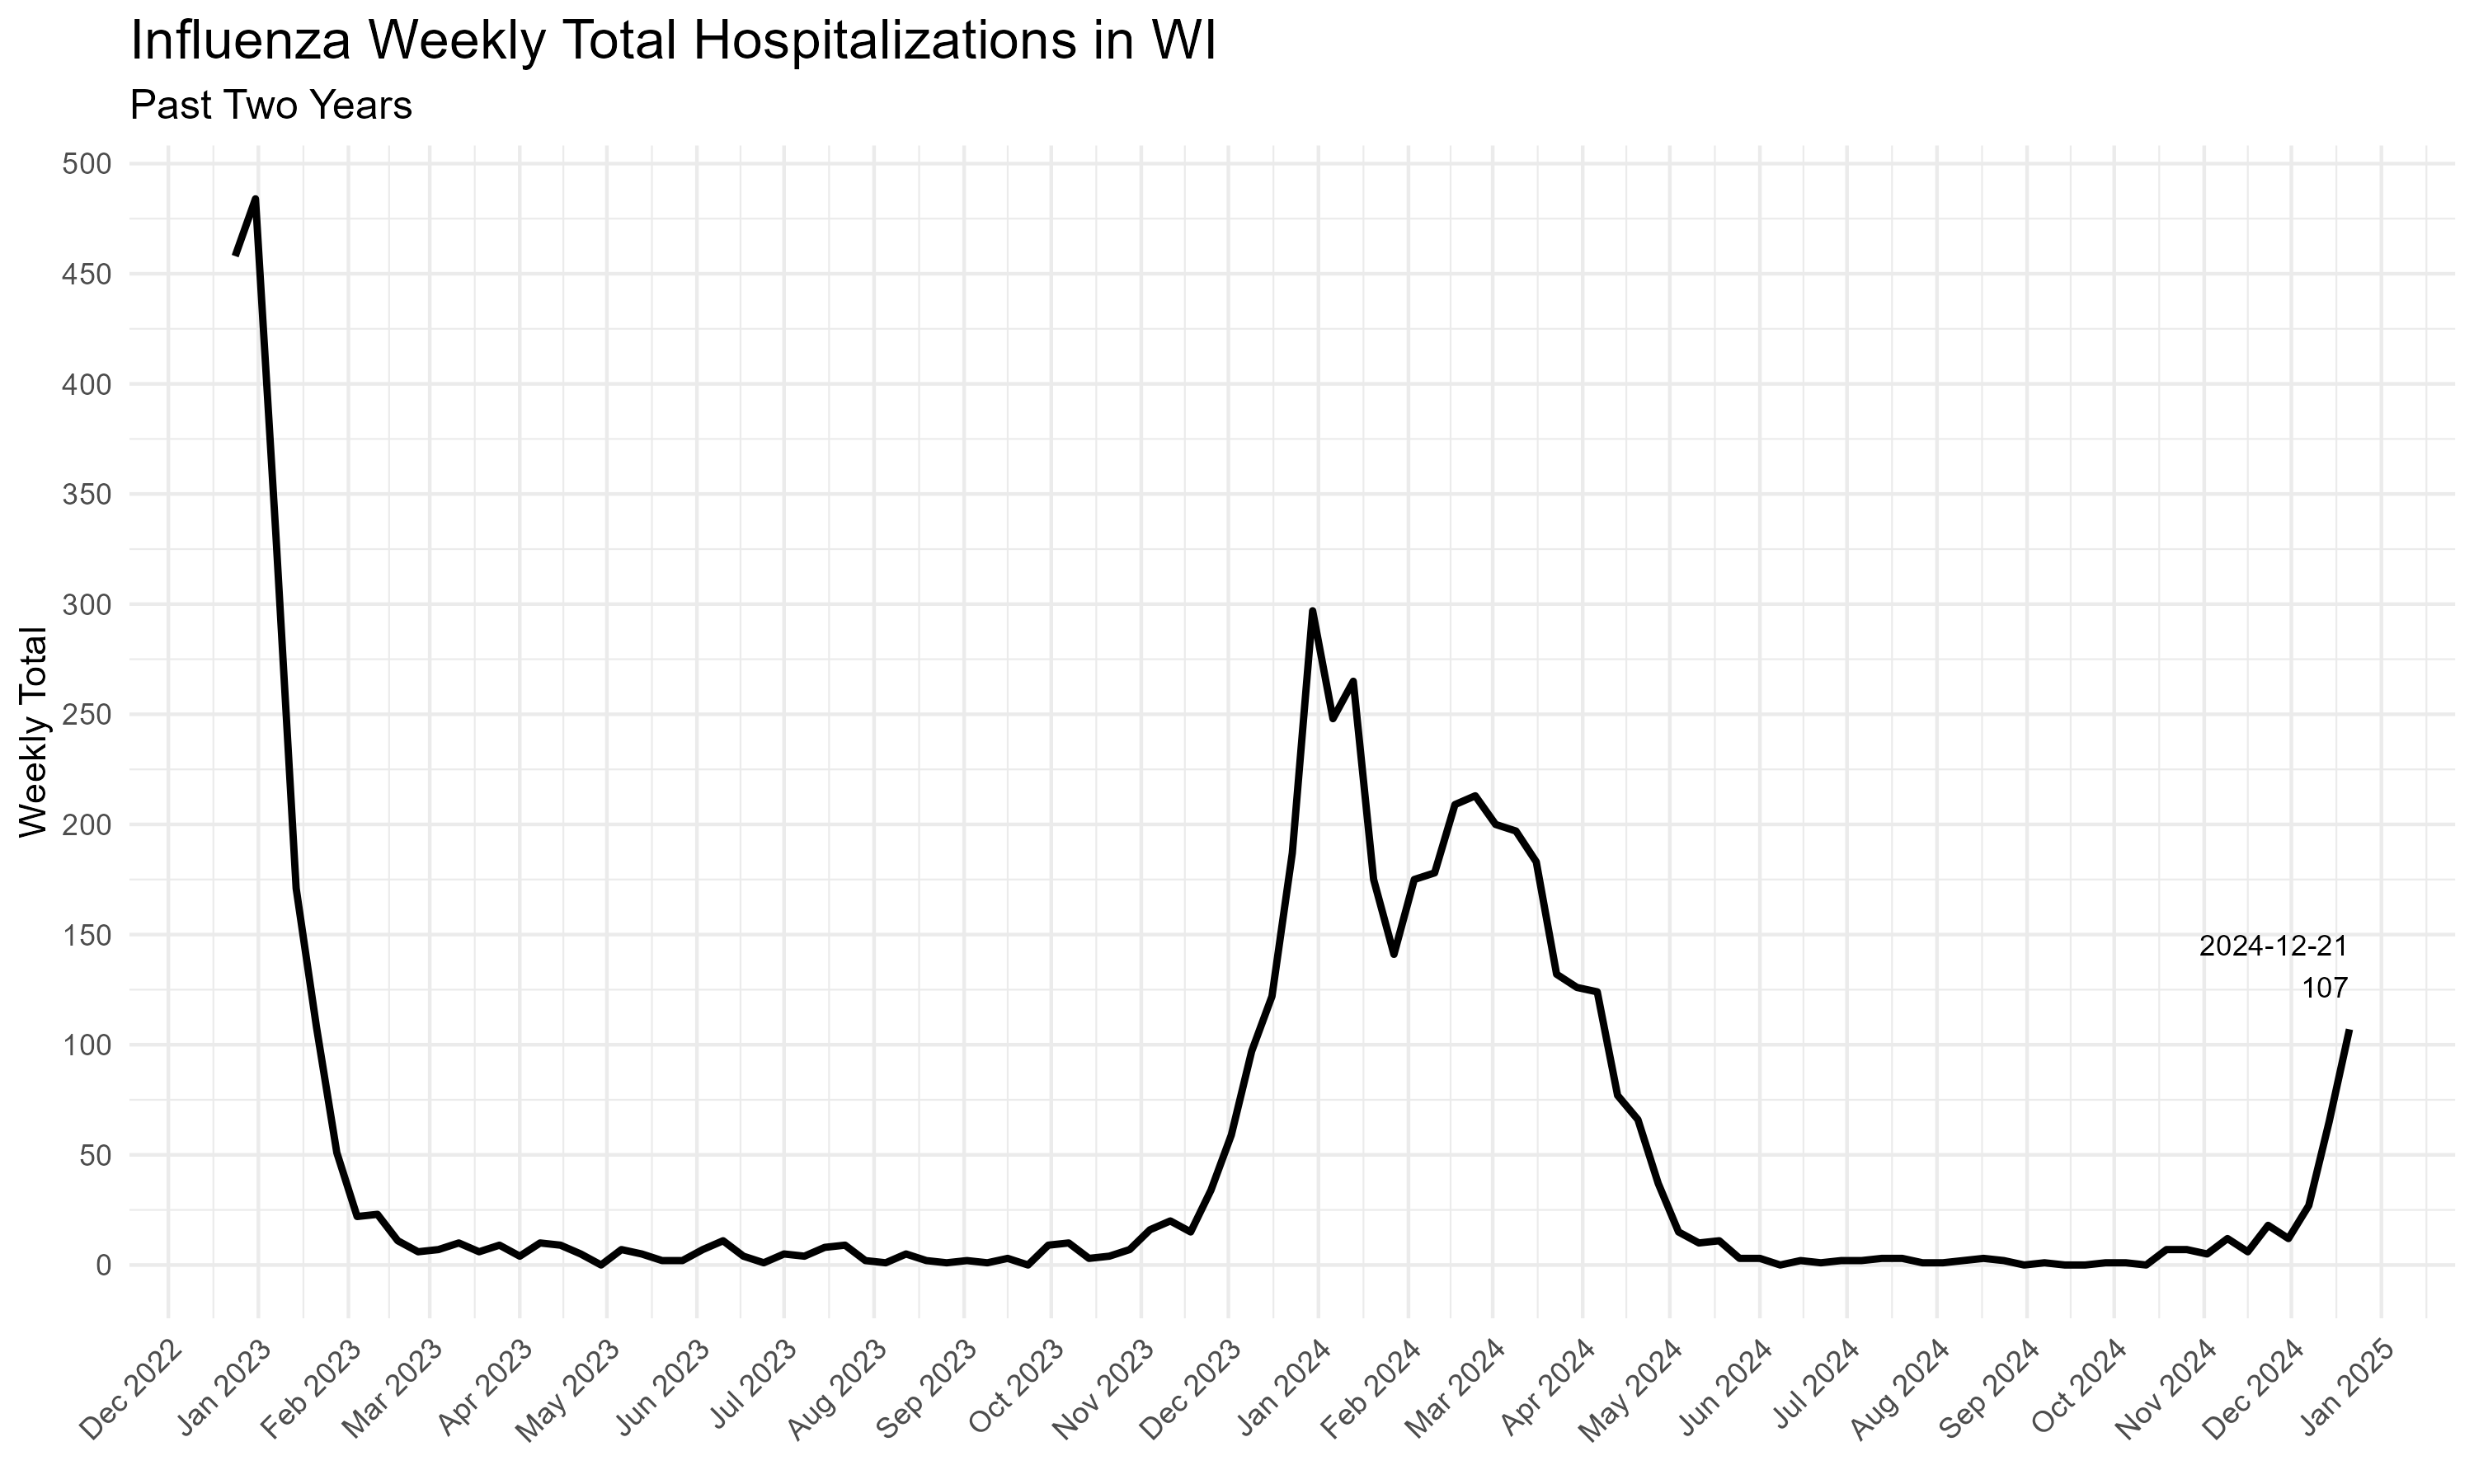 Influenza Weekly Total Hospitalizations in WI
Past Two Years
Weekly Total
500
450
400
350
300
250
200
150
100
50
0
2024-12-21
107
Dec 2022
Jan 2023
Feb 2023
Mar 2023
Apr 2023
May 2023
Jun 2023
Jul 2023
Aug 2023
Sep 2023
Oct 2023
Nov 2023
Dec 2023
Jan 2024
Feb 2024
Mar 2024
Apr 2024
May 2024
Jun 2024
Jul 2024
Aug 2024
Sep 2024
Oct 2024
Nov 2024
Dec 2024
Jan 2025